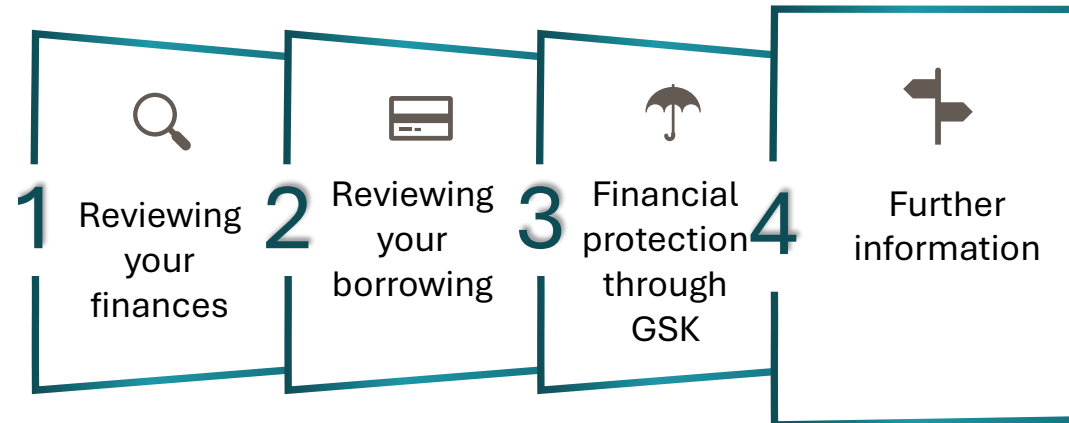 1
Reviewing
your
finances
2
Reviewing
your
borrowing
3
Financial
protection
through
GSK
4
Further
information